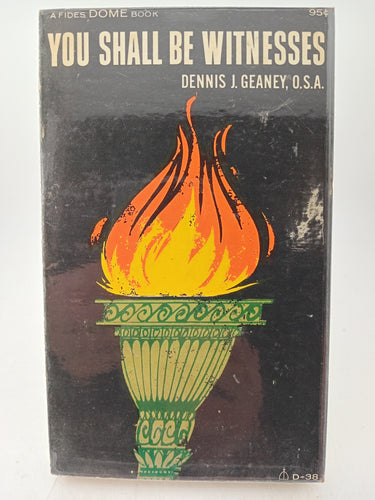 A FIDES DOME BOOK 95¢
YOU SHALL BE WITNESSES
DENNIS J. GEANEY, O.S.A.
D-38